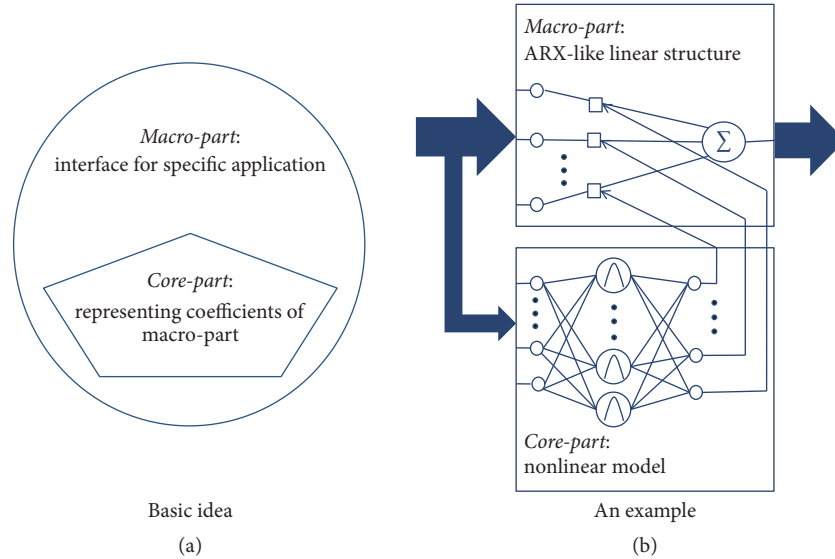 Macro-part:
interface for specific application
Core-part:
representing coefficients of
macro-part
Basic idea
(a)
Macro-part:
ARX-like linear structure
Σ
Core-part:
nonlinear model
An example
(b)